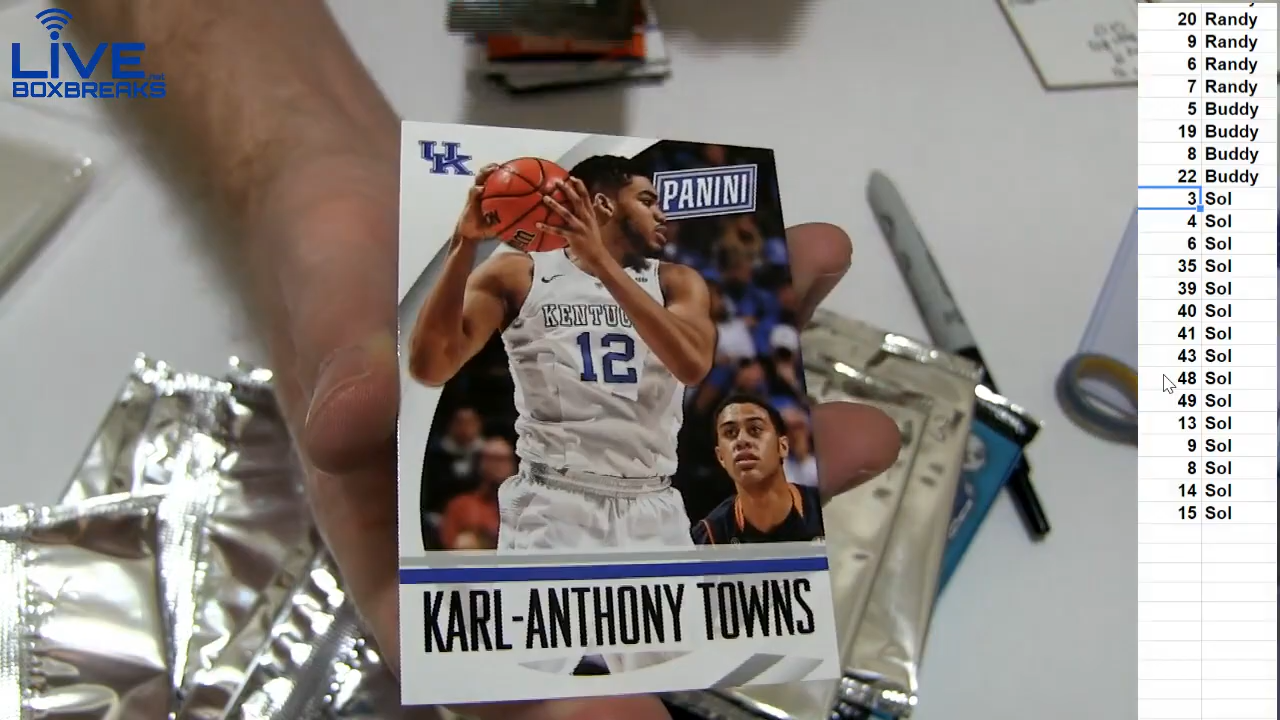 LIVE.net
BOXBREAKS
UK
PANINI
KENTUC
12
KARL-ANTHONY TOWNS
20 Randy
9 Randy
6 Randy
7 Randy
5 Buddy
19 Buddy
8 Buddy
22 Buddy
3 Sol
4 Sol
6 Sol
35 Sol
39 Sol
40 Sol
41 Sol
43 Sol
48 Sol
49 Sol
13 Sol
9 Sol
8 Sol
14 Sol
15 Sol